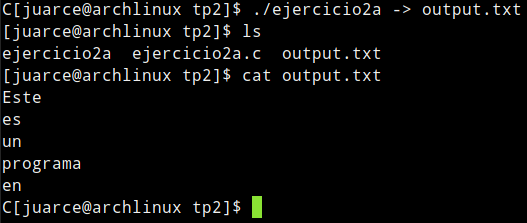 C[juarce@archlinux tp2]$ ./ejercicio2a -> output.txt
[juarce@archlinux tp2]$ ls
ejercicio2a  ejercicio2a.c  output.txt
[juarce@archlinux tp2]$ cat output.txt
Este
es
un
programa
en
C[juarce@archlinux tp2]$